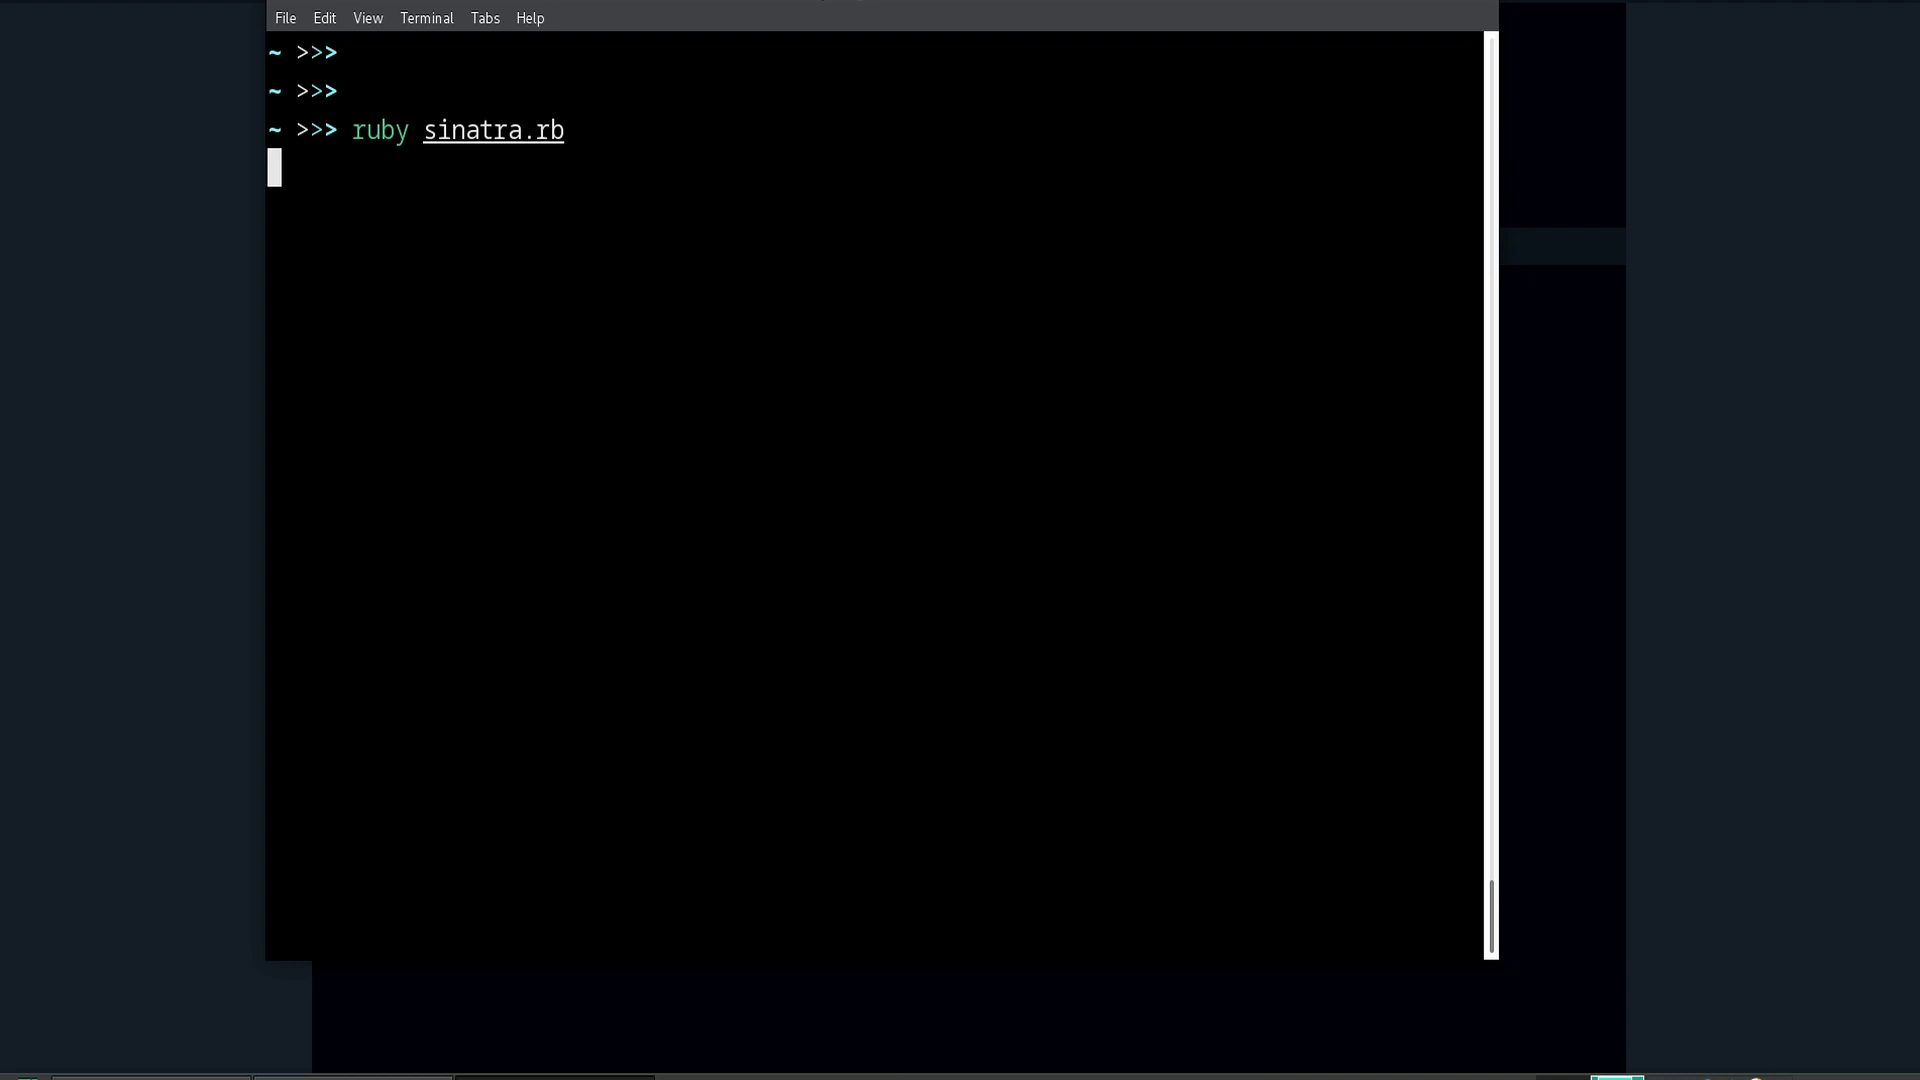 File Edit View Terminal Tabs Help
~ >>>
~ >>>
~ >>> ruby sinatra.rb